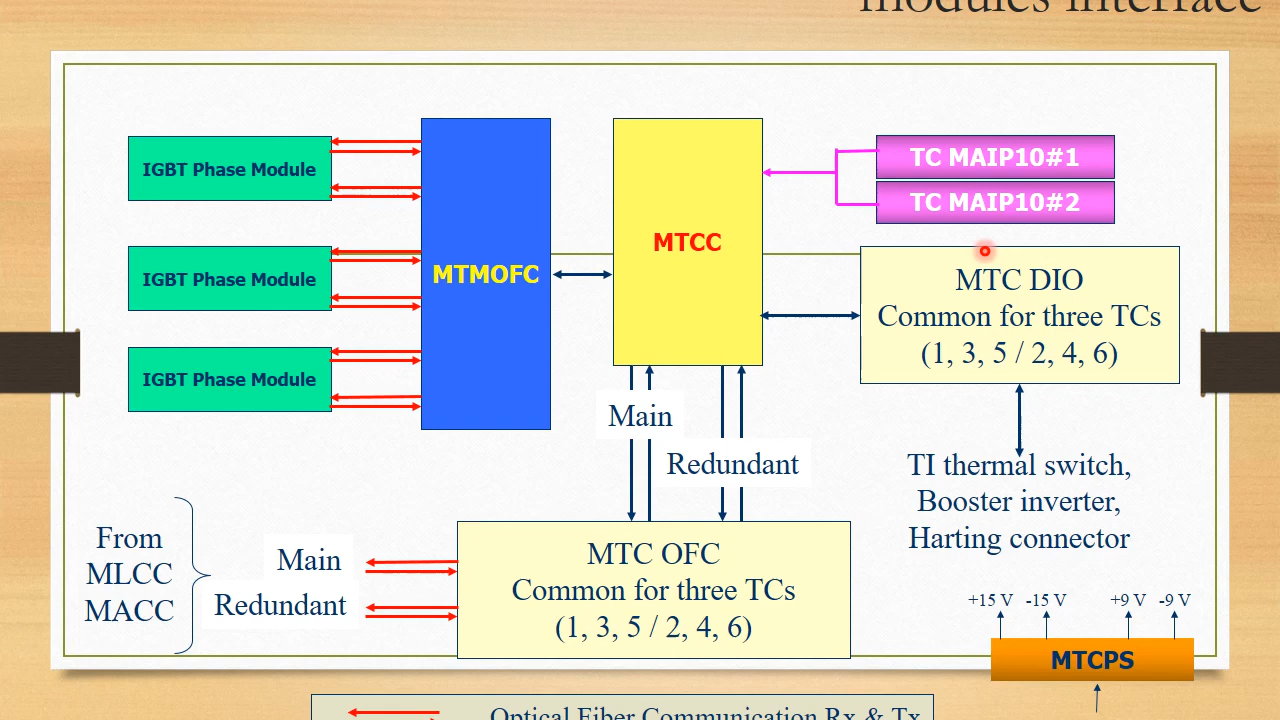 modules interface
IGBT Phase Module
IGBT Phase Module
IGBT Phase Module
MTMOFC
MTCC
TC MAIP10#1
TC MAIP10#2
MTC DIO
Common for three TCs
(1, 3, 5 / 2, 4, 6)
Main
Redundant
TI thermal switch,
Booster inverter,
Harting connector
From
MLCC
MACC
Main
Redundant
MTC OFC
Common for three TCs
(1, 3, 5 / 2, 4, 6)
+15 V -15 V +9 V -9 V
MTCPS
Optical Fiber Communication Rx & Tx